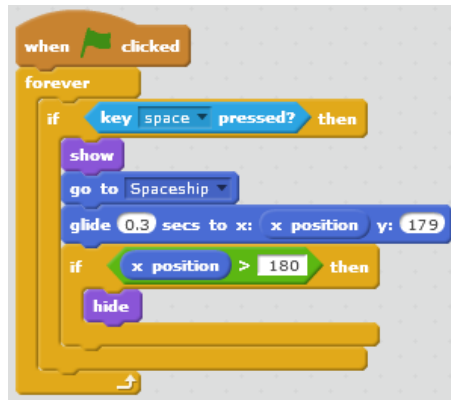 when clicked
forever
if key space pressed? then
show
go to Spaceship
glide 0.3 secs to x: x position y: 179
if x position > 180 then
hide